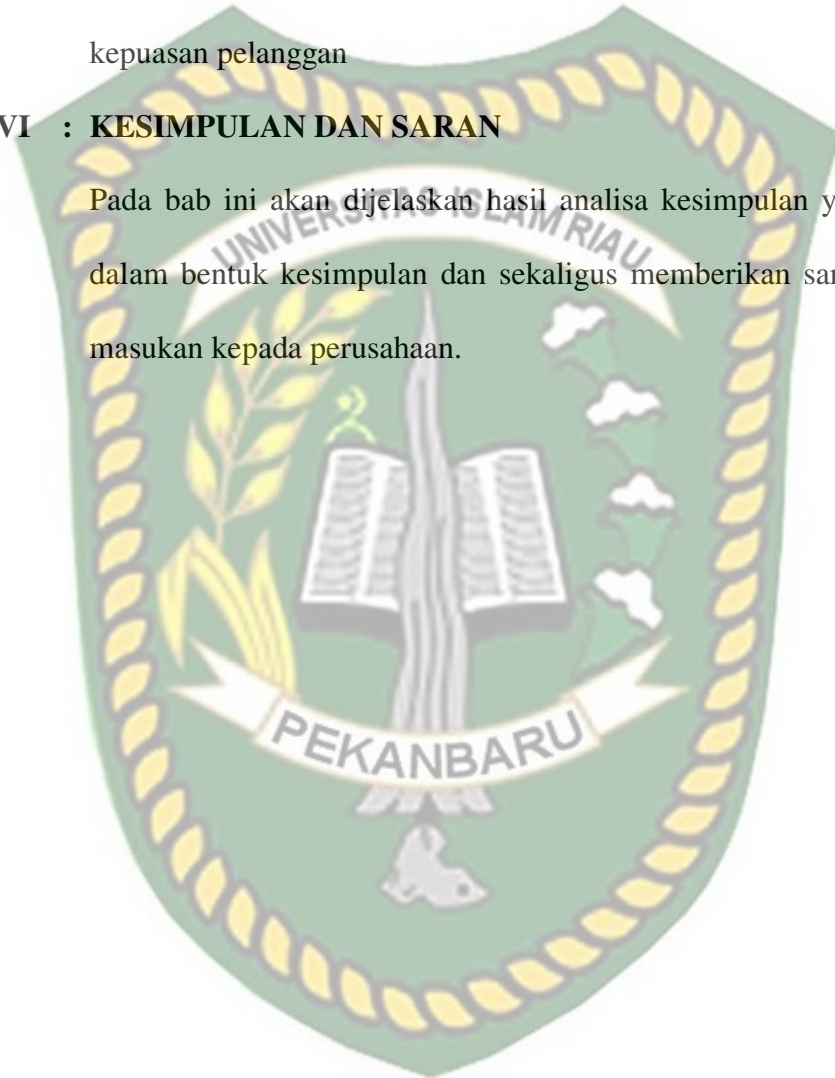 kepuasan pelanggan
VI : KESIMPULAN DAN SARAN
Pada bab ini akan dijelaskan hasil analisa kesimpulan y
dalam bentuk kesimpulan dan sekaligus memberikan sar
masukan kepada perusahaan.
UNIVERSITAS ISLAM RIAU
PEKANBARU